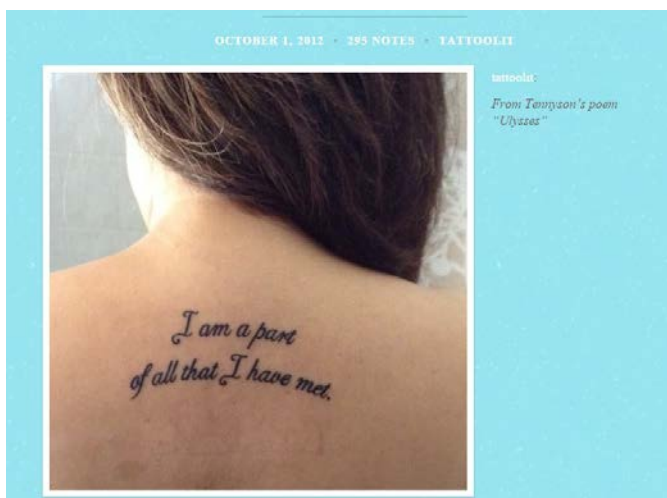 OCTOBER 1, 2012 • 295 NOTES • TATTOOLIT
tattoolit:
From Tennyson's poem
"Ulysses"
I am a part
of all that I have met.